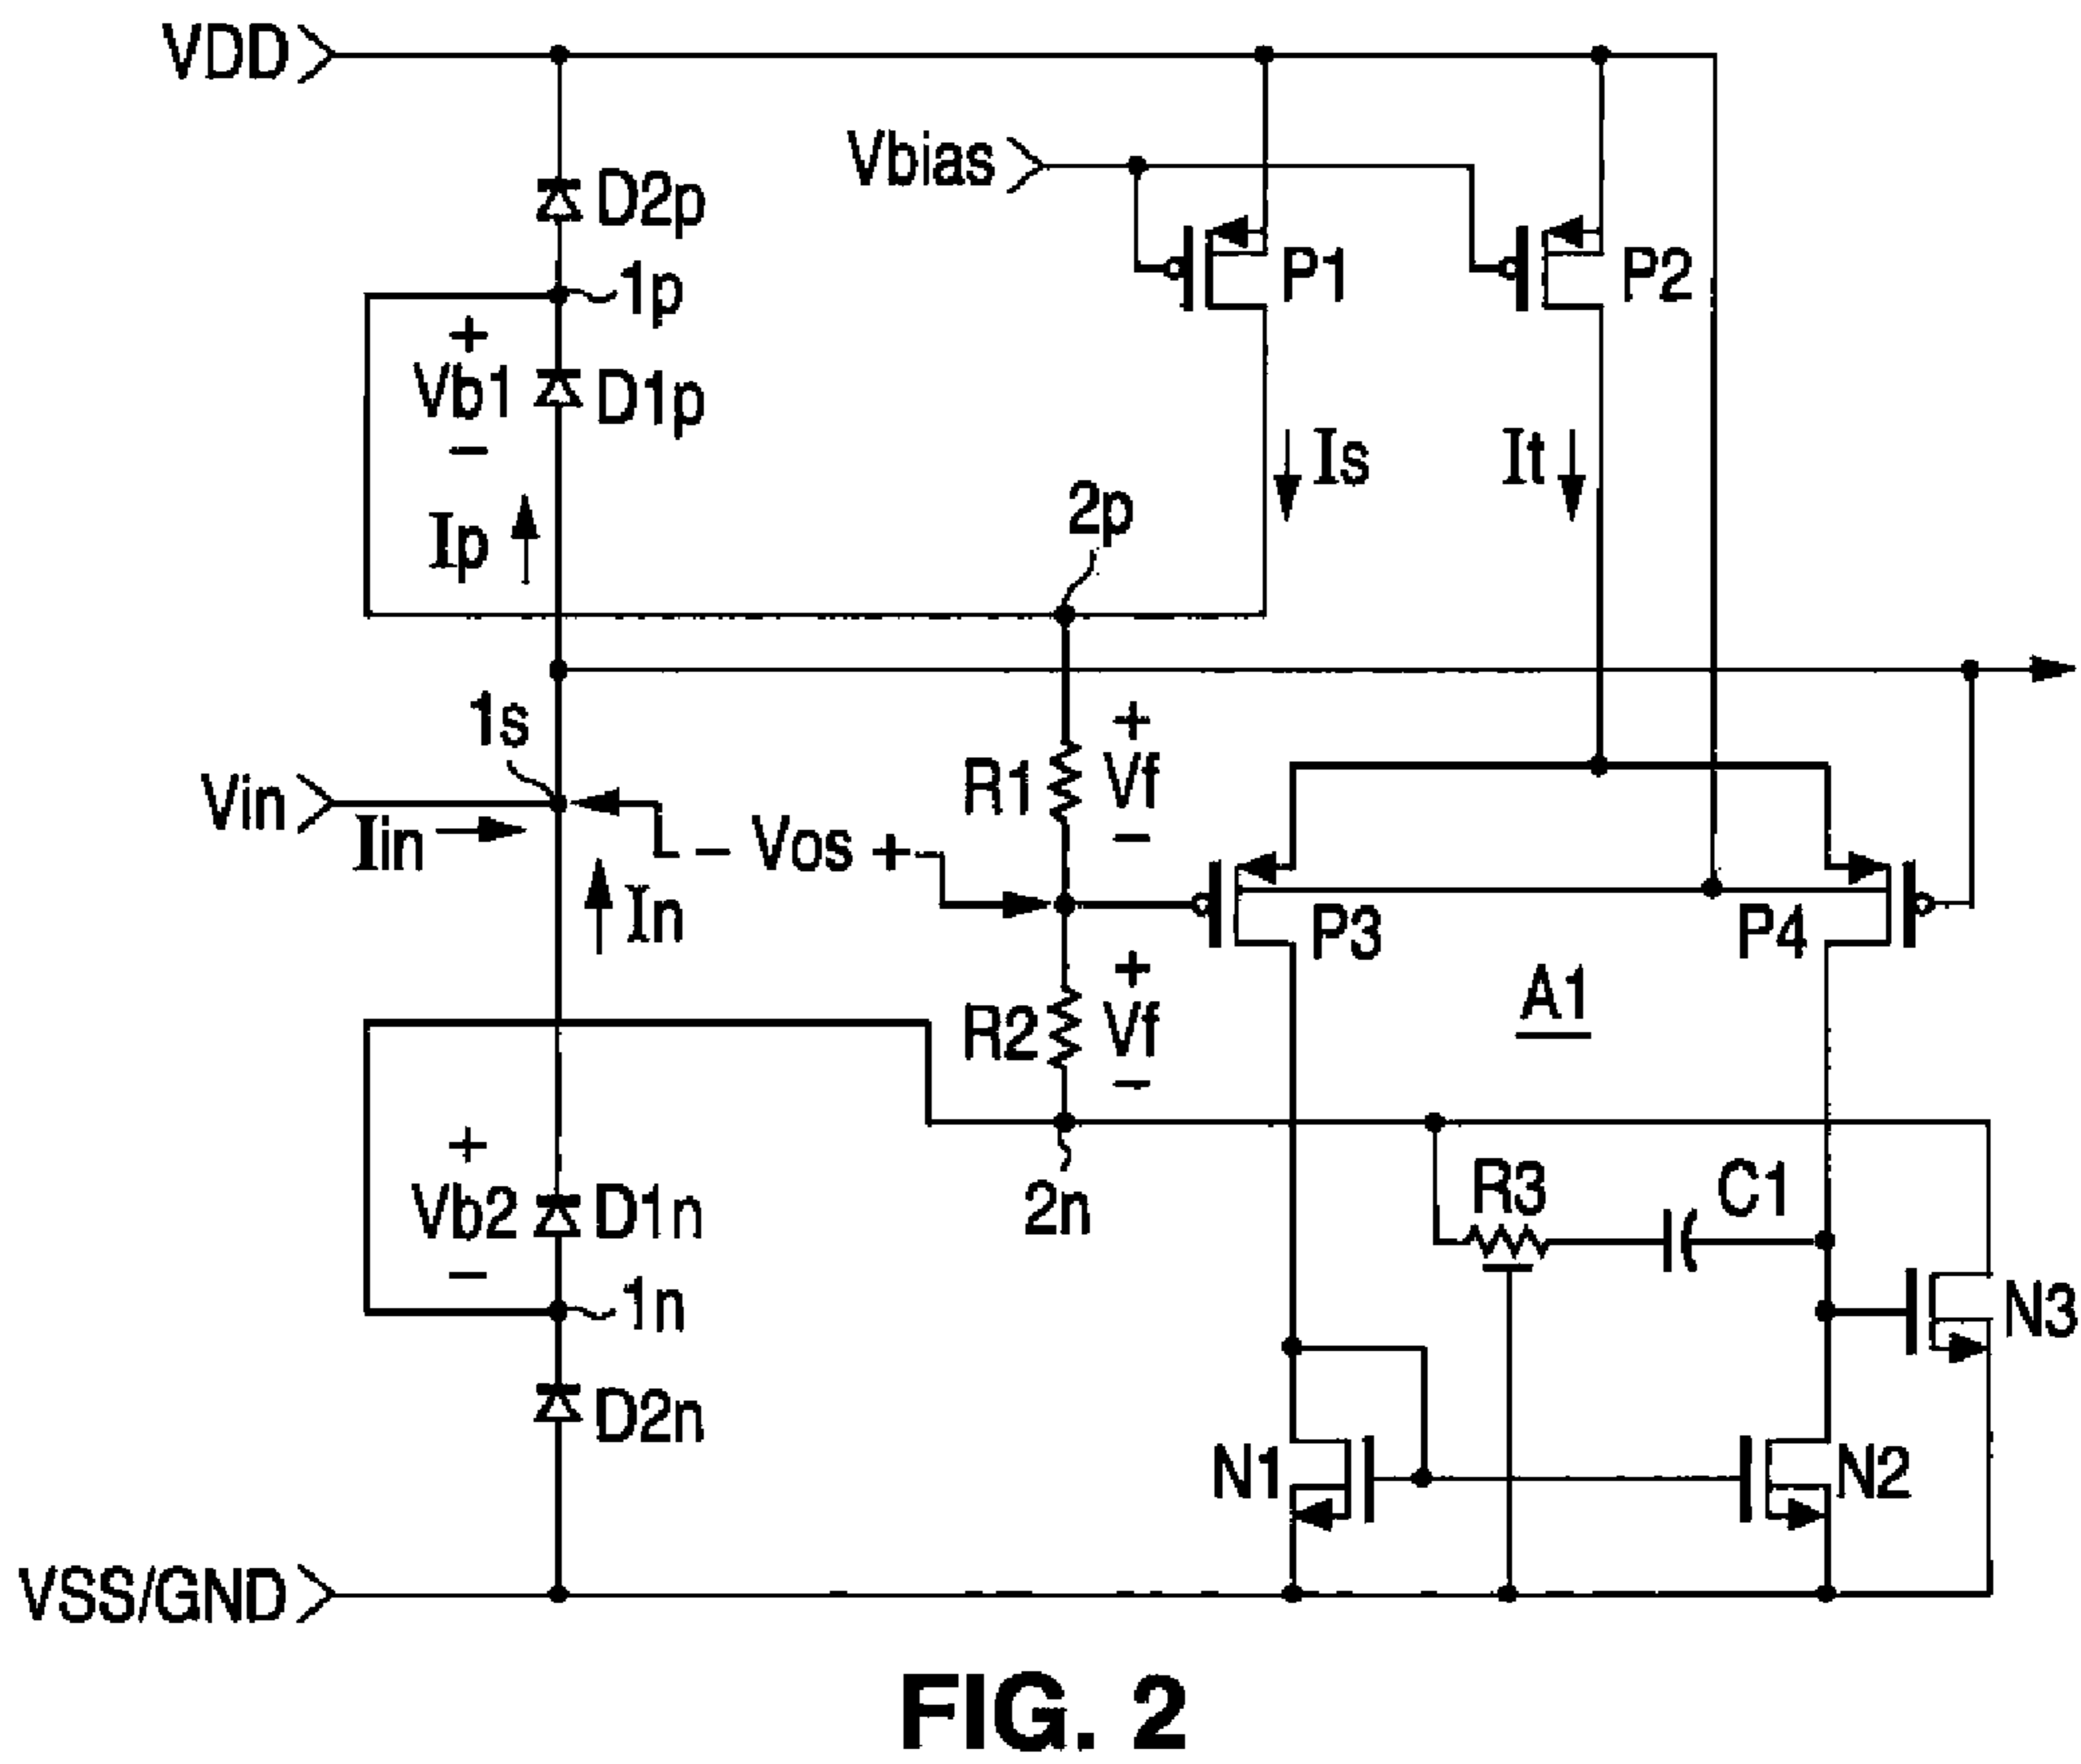 VDD
Vbias
D2p
P1
P2
1p
+
Vb1
−
D1p
Is
It
2p
Ip
1s
+
R1
Vf
−
Vin
Iin
− Vos +
In
P3
P4
A1
+
R2
Vf
−
+
Vb2
−
D1n
2n
R3
C1
1n
N3
D2n
N1
N2
VSS/GND
FIG. 2